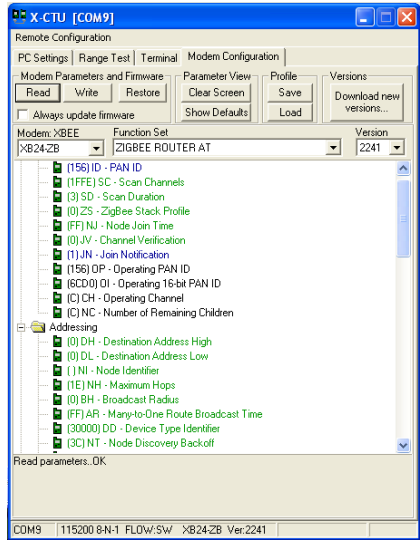 X-CTU [COM9]
Remote Configuration
PC Settings Range Test Terminal Modem Configuration
Modem Parameters and Firmware Parameter View Profile Versions
Read Write Restore Clear Screen Save Download new versions...
Always update firmware Show Defaults Load
Modem: XBEE Function Set Version
XB24-ZB ZIGBEE ROUTER AT 2241
(156) ID - PAN ID
(1FFE) SC - Scan Channels
(3) SD - Scan Duration
(0) ZS - ZigBee Stack Profile
(FF) NJ - Node Join Time
(0) JV - Channel Verification
(1) JN - Join Notification
(156) OP - Operating PAN ID
(6CD0) OI - Operating 16-bit PAN ID
(C) CH - Operating Channel
(C) NC - Number of Remaining Children
Addressing
(0) DH - Destination Address High
(0) DL - Destination Address Low
( ) NI - Node Identifier
(1E) NH - Maximum Hops
(0) BH - Broadcast Radius
(FF) AR - Many-to-One Route Broadcast Time
(30000) DD - Device Type Identifier
(3C) NT - Node Discovery Backoff
Read parameters..OK
COM9 115200 8-N-1 FLOW:SW XB24-ZB Ver:2241